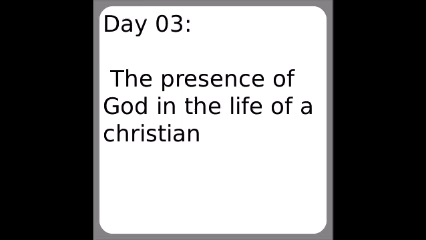 Day 03:
The presence of
God in the life of a
christian